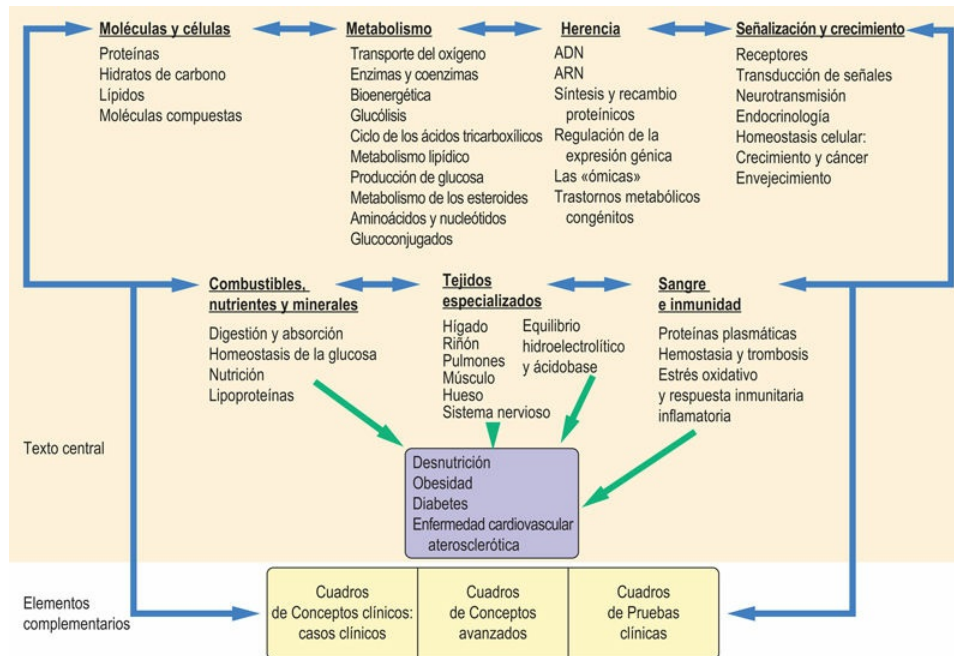 Moléculas y células
Proteínas
Hidratos de carbono
Lípidos
Moléculas compuestas
Metabolismo
Transporte del oxígeno
Enzimas y coenzimas
Bioenergética
Glucólisis
Ciclo de los ácidos tricarboxílicos
Metabolismo lipídico
Producción de glucosa
Metabolismo de los esteroides
Aminoácidos y nucleótidos
Glucoconjugados
Herencia
ADN
ARN
Síntesis y recambio
proteínicos
Regulación de la
expresión génica
Las «ómicas»
Trastornos metabólicos
congénitos
Señalización y crecimiento
Receptores
Transducción de señales
Neurotransmisión
Endocrinología
Homeostasis celular:
Crecimiento y cáncer
Envejecimiento
Combustibles,
nutrientes y minerales
Digestión y absorción
Homeostasis de la glucosa
Nutrición
Lipoproteínas
Tejidos
especializados
Hígado
Riñón
Pulmones
Músculo
Hueso
Sistema nervioso
Equilibrio
hidroelectrolítico
y ácidobase
Sangre
e inmunidad
Proteínas plasmáticas
Hemostasia y trombosis
Estrés oxidativo
y respuesta inmunitaria
inflamatoria
Texto central
Desnutrición
Obesidad
Diabetes
Enfermedad cardiovascular
aterosclerótica
Elementos
complementarios
Cuadros
de Conceptos clínicos:
casos clínicos
Cuadros
de Conceptos
avanzados
Cuadros
de Pruebas
clínicas